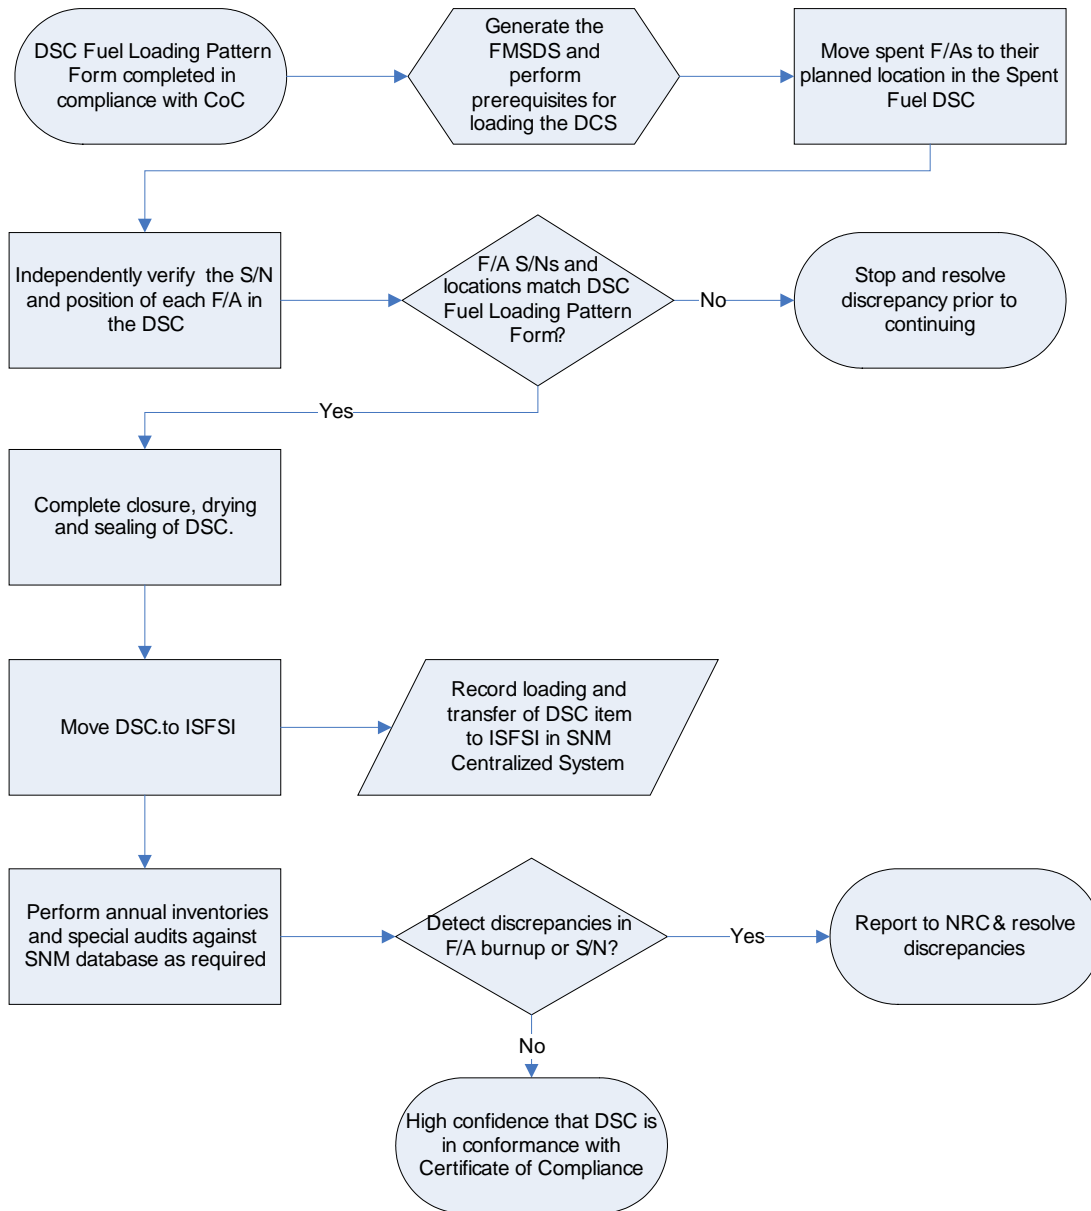 DSC Fuel Loading Pattern
Form completed in
compliance with CoC
Generate the
FMSDS and
perform
prerequisites for
loading the DCS
Move spent F/As to their
planned location in the Spent
Fuel DSC
Independently verify the S/N
and position of each F/A in
the DSC
F/A S/Ns and
locations match DSC
Fuel Loading Pattern
Form?
No
Stop and resolve
discrepancy prior to
continuing
Yes
Complete closure, drying
and sealing of DSC.
Move DSC.to ISFSI
Record loading and
transfer of DSC item
to ISFSI in SNM
Centralized System
Perform annual inventories
and special audits against
SNM database as required
Detect discrepancies in
F/A burnup or S/N?
Yes
Report to NRC & resolve
discrepancies
No
High confidence that DSC is
in conformance with
Certificate of Compliance